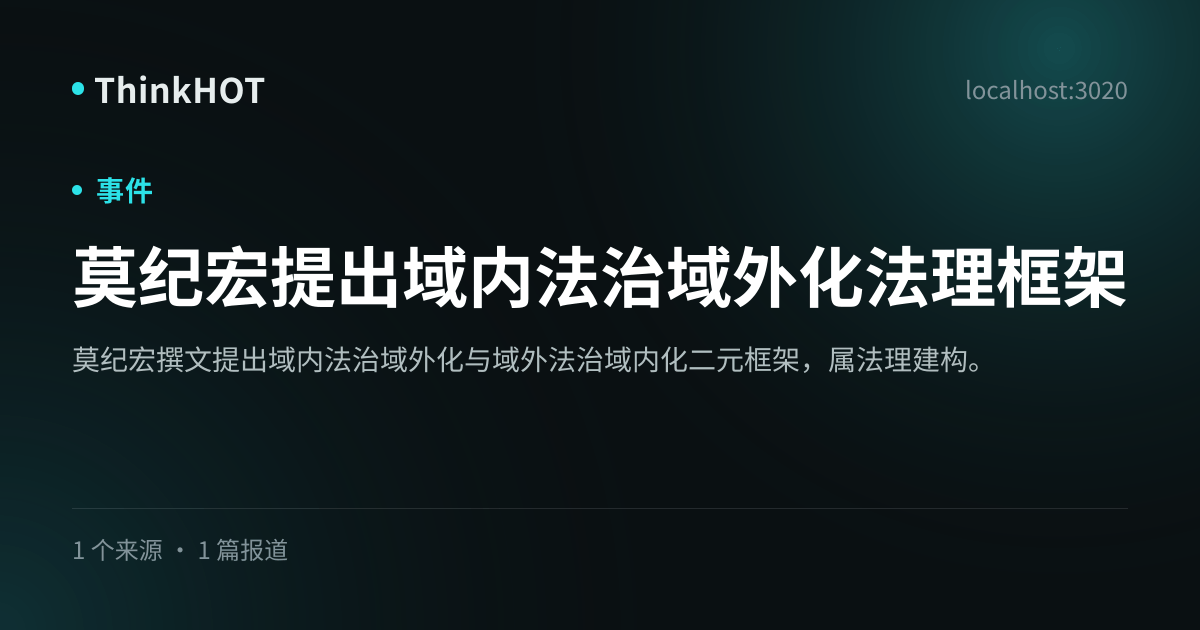 ThinkHOT
localhost:3020
事件
莫纪宏提出域内法治域外化法理框架
莫纪宏撰文提出域内法治域外化与域外法治域内化二元框架，属法理建构。
1 个来源 · 1 篇报道